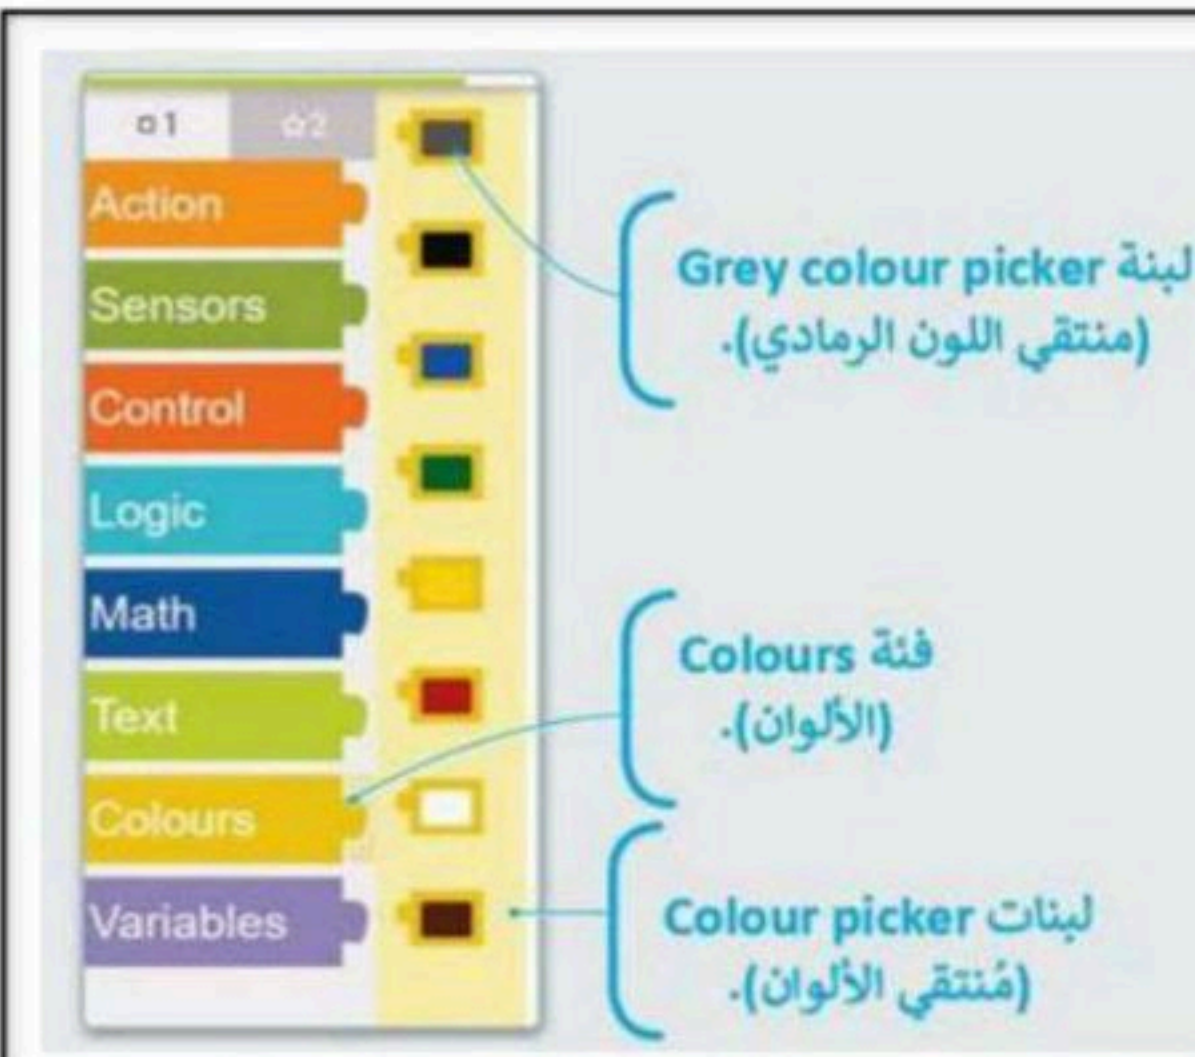 1
2
Action
Sensors
Control
Logic
Math
Text
Colours
Variables
لبنة Grey colour picker
(منتقي اللون الرمادي).
فئة Colours
(الألوان).
لبنات Colour picker
(مُنتقي الألوان).